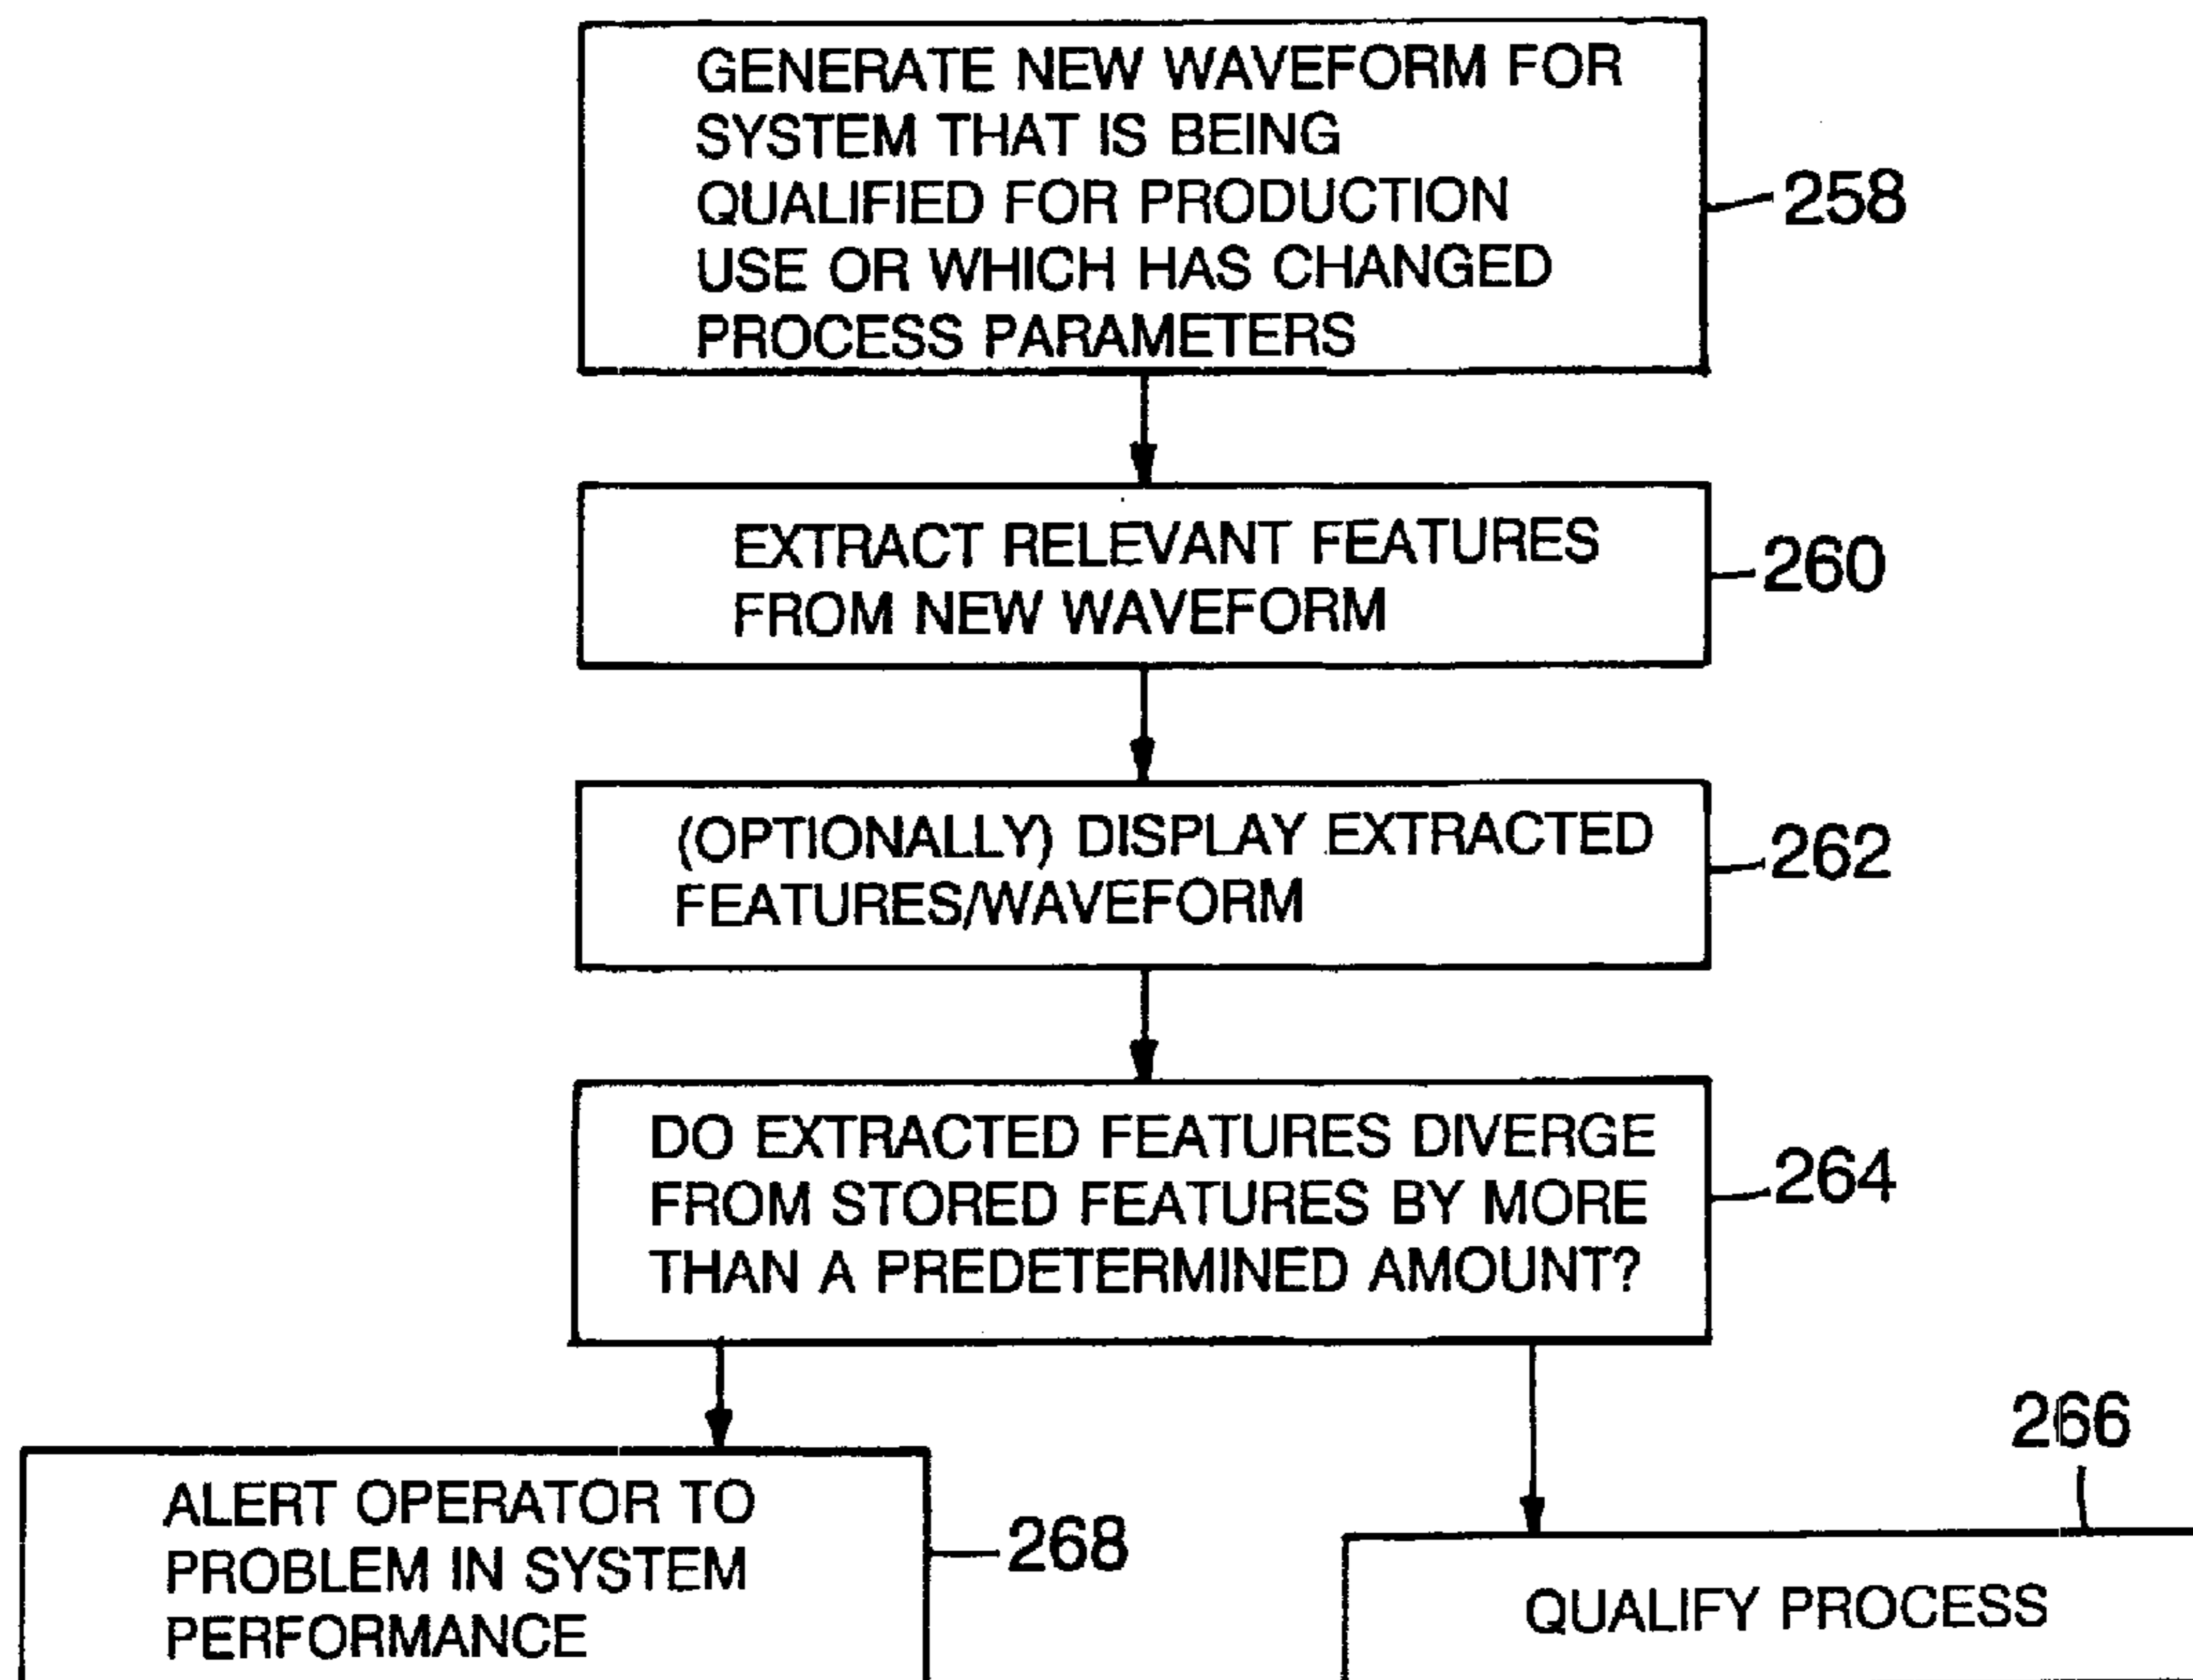 GENERATE NEW WAVEFORM FOR
SYSTEM THAT IS BEING
QUALIFIED FOR PRODUCTION
USE OR WHICH HAS CHANGED
PROCESS PARAMETERS
258
EXTRACT RELEVANT FEATURES
FROM NEW WAVEFORM
260
(OPTIONALLY) DISPLAY EXTRACTED
FEATURES/WAVEFORM
262
DO EXTRACTED FEATURES DIVERGE
FROM STORED FEATURES BY MORE
THAN A PREDETERMINED AMOUNT?
264
ALERT OPERATOR TO
PROBLEM IN SYSTEM
PERFORMANCE
268
266
QUALIFY PROCESS